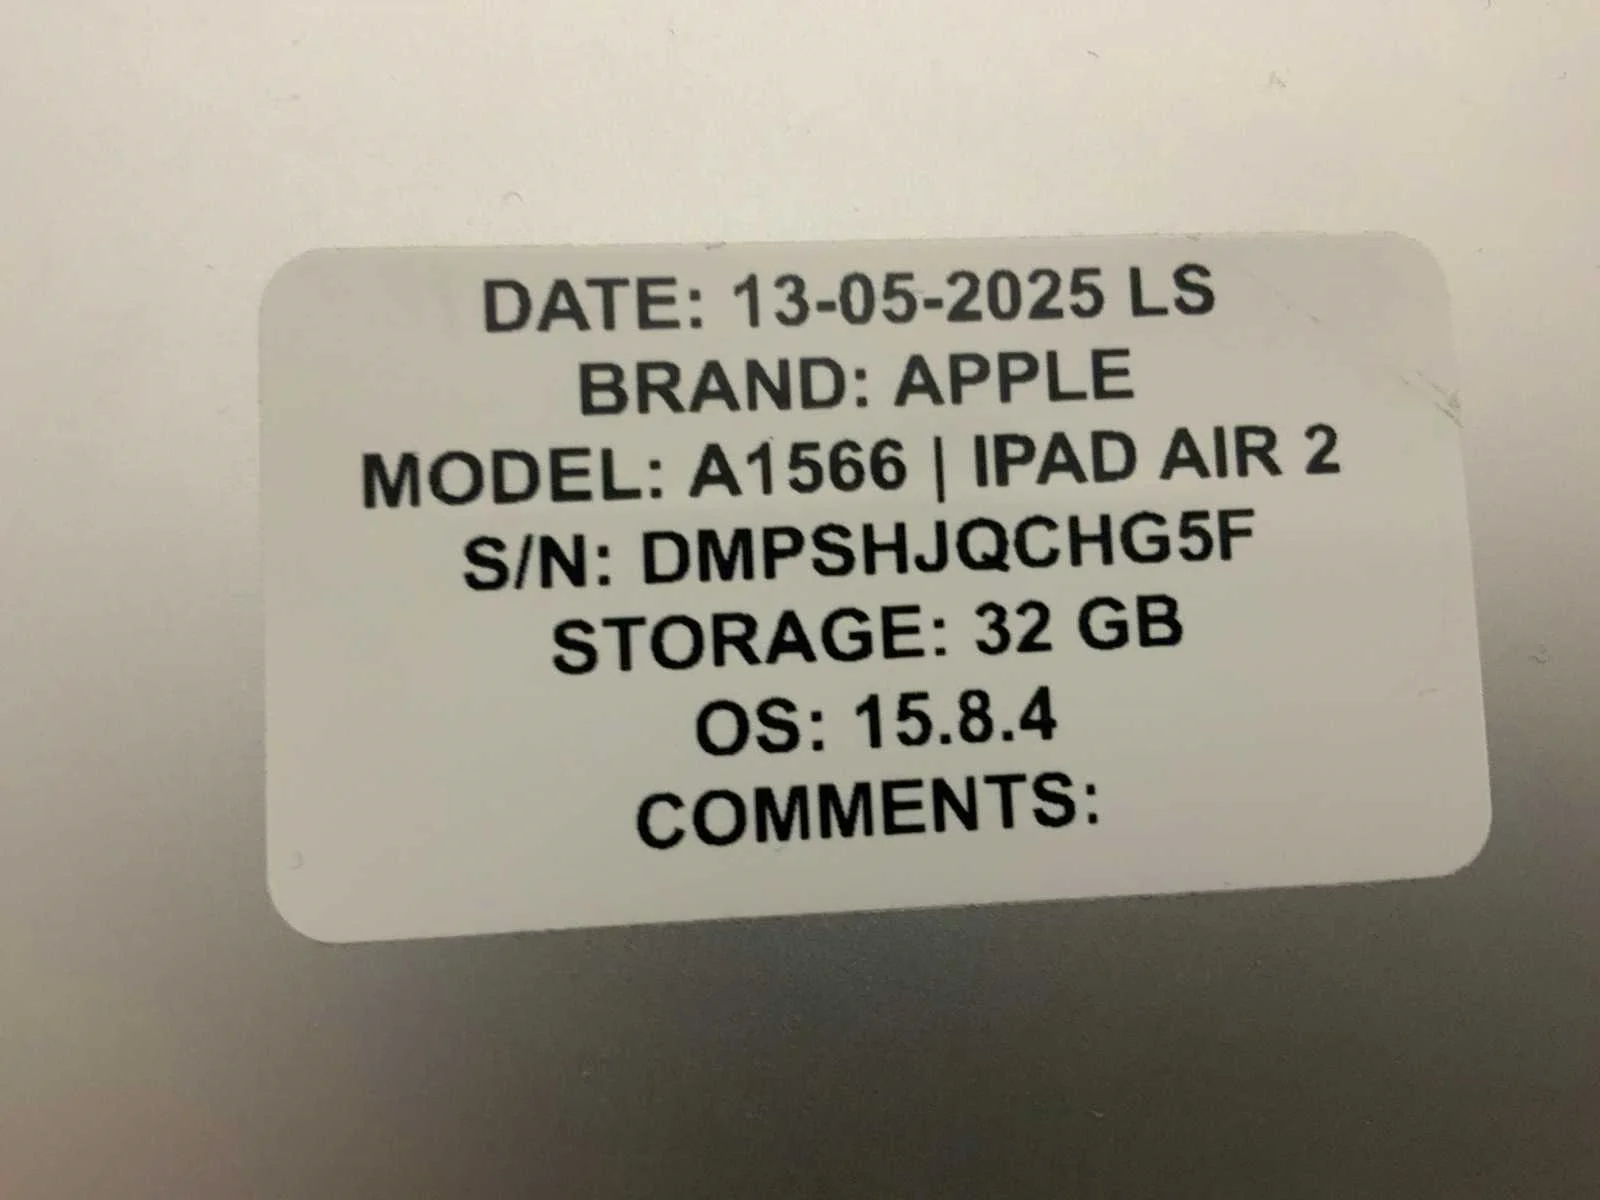 DATE: 13-05-2025 LS
BRAND: APPLE
MODEL: A1566 | IPAD AIR 2
S/N: DMPSHJQCHG5F
STORAGE: 32 GB
OS: 15.8.4
COMMENTS: